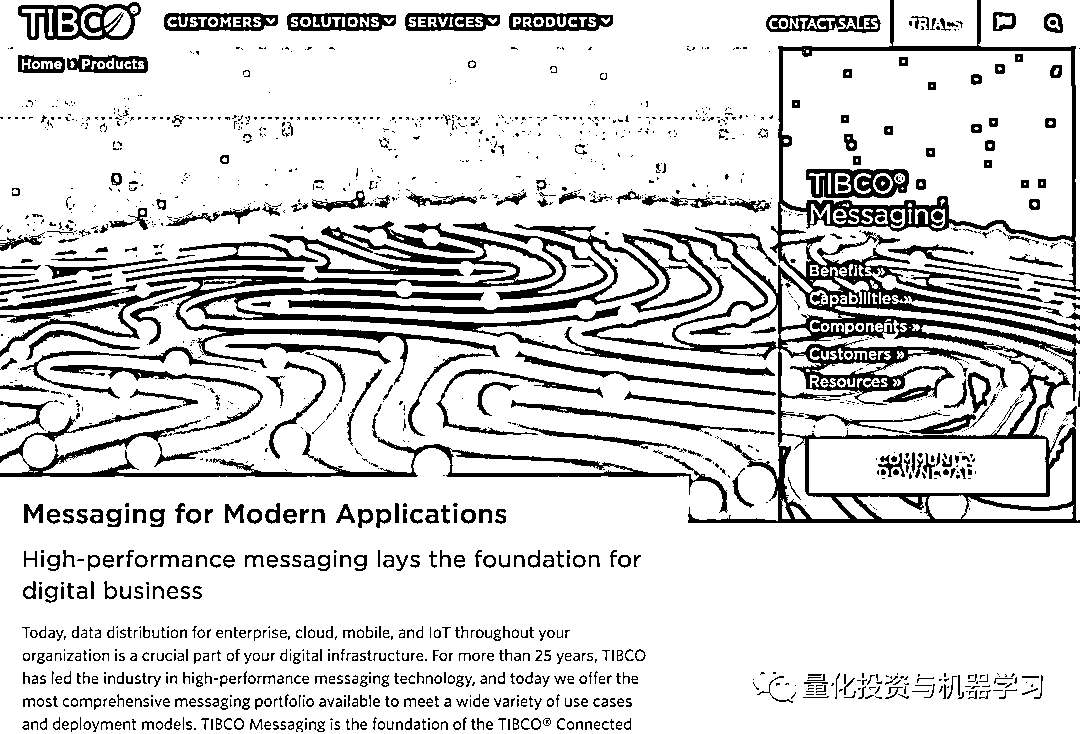 TIBCO
CUSTOMERS SOLUTIONS SERVICES PRODUCTS
CONTACT SALES TRIALS
Home › Products
TIBCO®
Messaging
Benefits »
Capabilities »
Components »
Customers »
Resources »
COMMUNITY
DOWNLOAD
Messaging for Modern Applications
High-performance messaging lays the foundation for
digital business
Today, data distribution for enterprise, cloud, mobile, and IoT throughout your
organization is a crucial part of your digital infrastructure. For more than 25 years, TIBCO
has led the industry in high-performance messaging technology, and today we offer the
most comprehensive messaging portfolio available to meet a wide variety of use cases
and deployment models. TIBCO Messaging is the foundation of the TIBCO® Connected
量化投资与机器学习